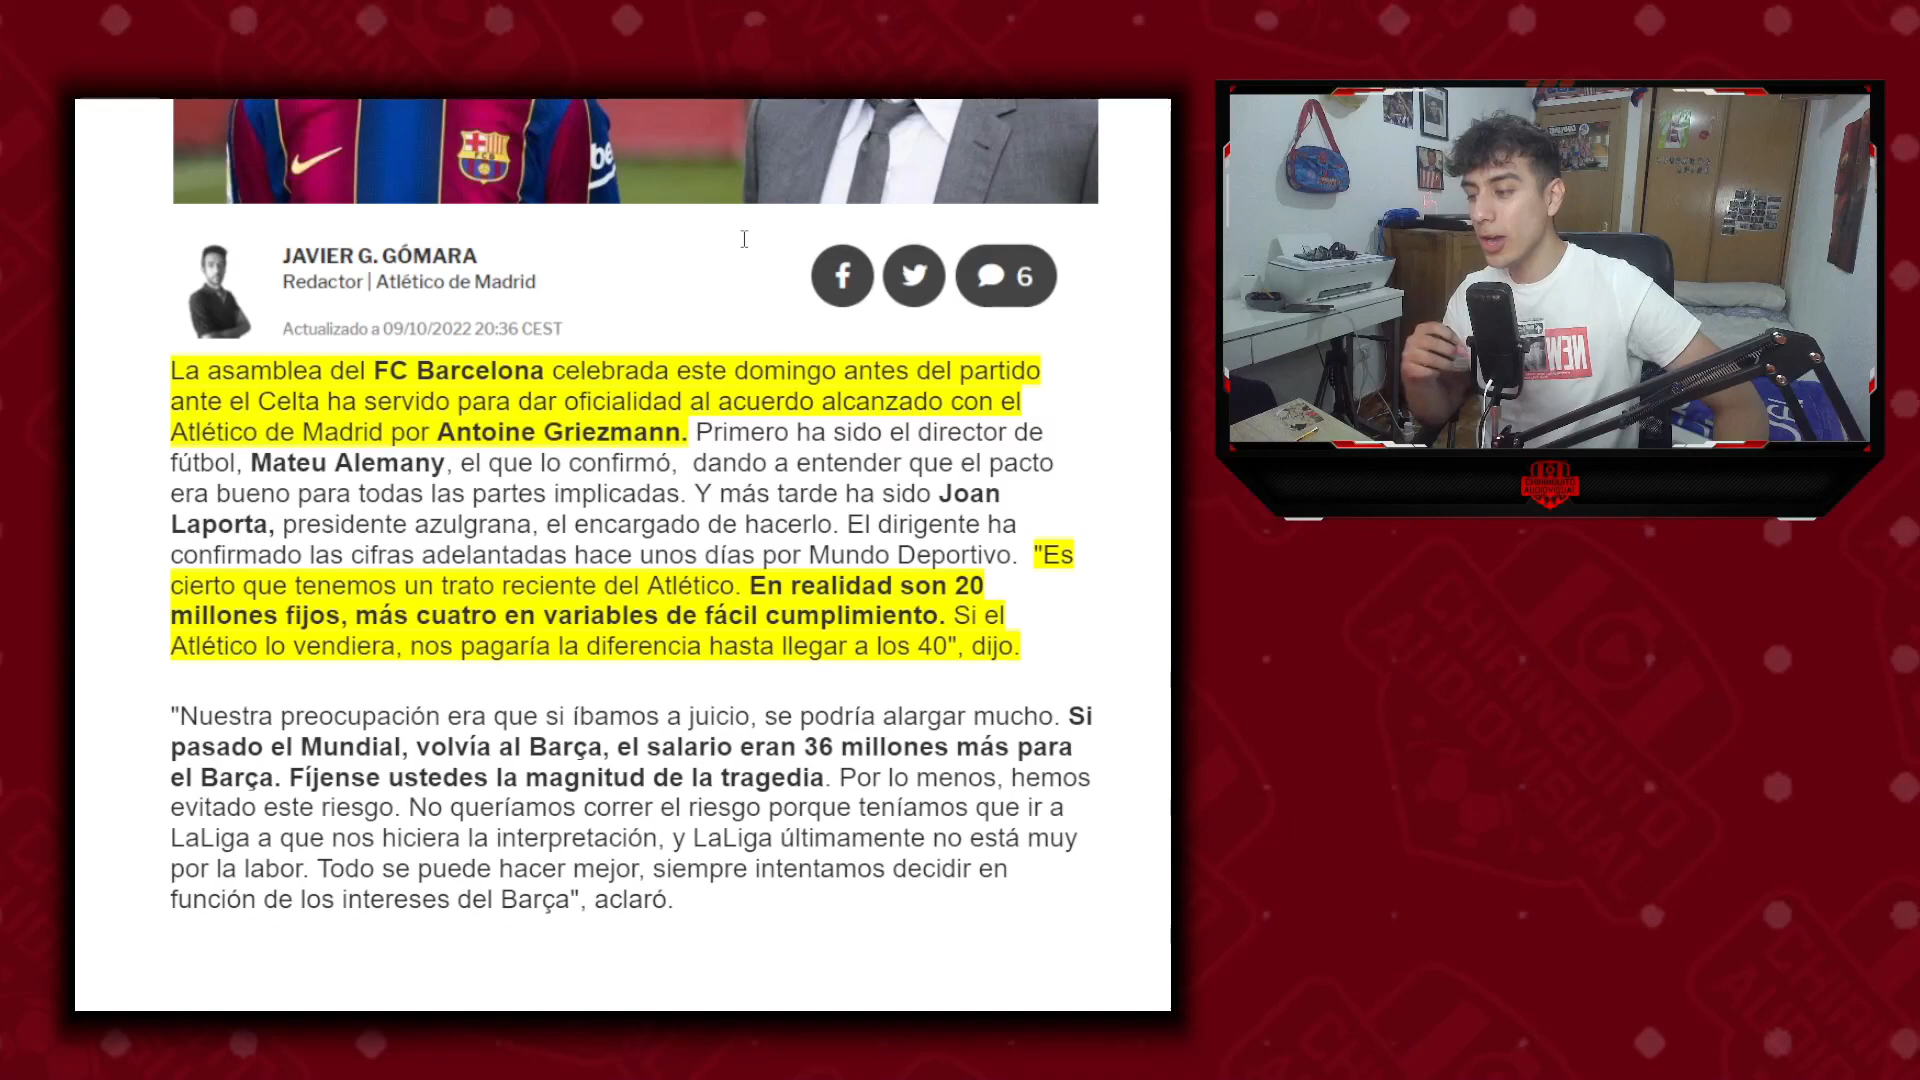 be
FCB
JAVIER G. GÓMARA
Redactor | Atlético de Madrid
6
Actualizado a 09/10/2022 20:36 CEST
La asamblea del FC Barcelona celebrada este domingo antes del partido
ante el Celta ha servido para dar oficialidad al acuerdo alcanzado con el
Atlético de Madrid por Antoine Griezmann. Primero ha sido el director de
fútbol, Mateu Alemany, el que lo confirmó, dando a entender que el pacto
era bueno para todas las partes implicadas. Y más tarde ha sido Joan
Laporta, presidente azulgrana, el encargado de hacerlo. El dirigente ha
confirmado las cifras adelantadas hace unos días por Mundo Deportivo. "Es
cierto que tenemos un trato reciente del Atlético. En realidad son 20
millones fijos, más cuatro en variables de fácil cumplimiento. Si el
Atlético lo vendiera, nos pagaría la diferencia hasta llegar a los 40", dijo.
"Nuestra preocupación era que si íbamos a juicio, se podría alargar mucho. Si
pasado el Mundial, volvía al Barça, el salario eran 36 millones más para
el Barça. Fíjense ustedes la magnitud de la tragedia. Por lo menos, hemos
evitado este riesgo. No queríamos correr el riesgo porque teníamos que ir a
LaLiga a que nos hiciera la interpretación, y LaLiga últimamente no está muy
por la labor. Todo se puede hacer mejor, siempre intentamos decidir en
función de los intereses del Barça", aclaró.
NEW
CHIRINGUITO
AUDIOVISUAL